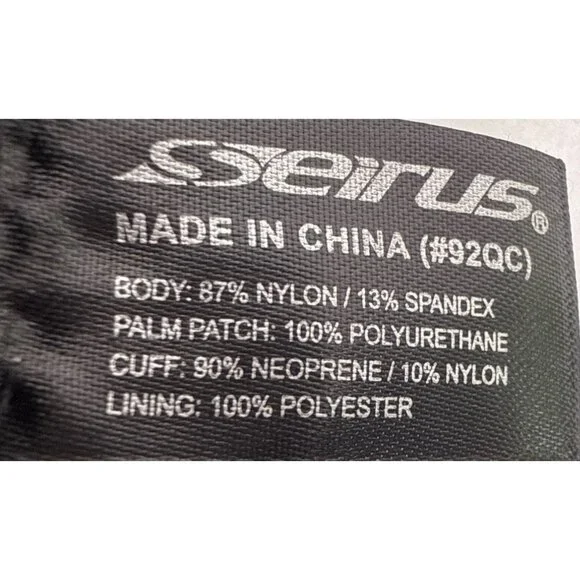 SEIRUS®
MADE IN CHINA (#92QC)
BODY: 87% NYLON / 13% SPANDEX
PALM PATCH: 100% POLYURETHANE
CUFF: 90% NEOPRENE / 10% NYLON
LINING: 100% POLYESTER